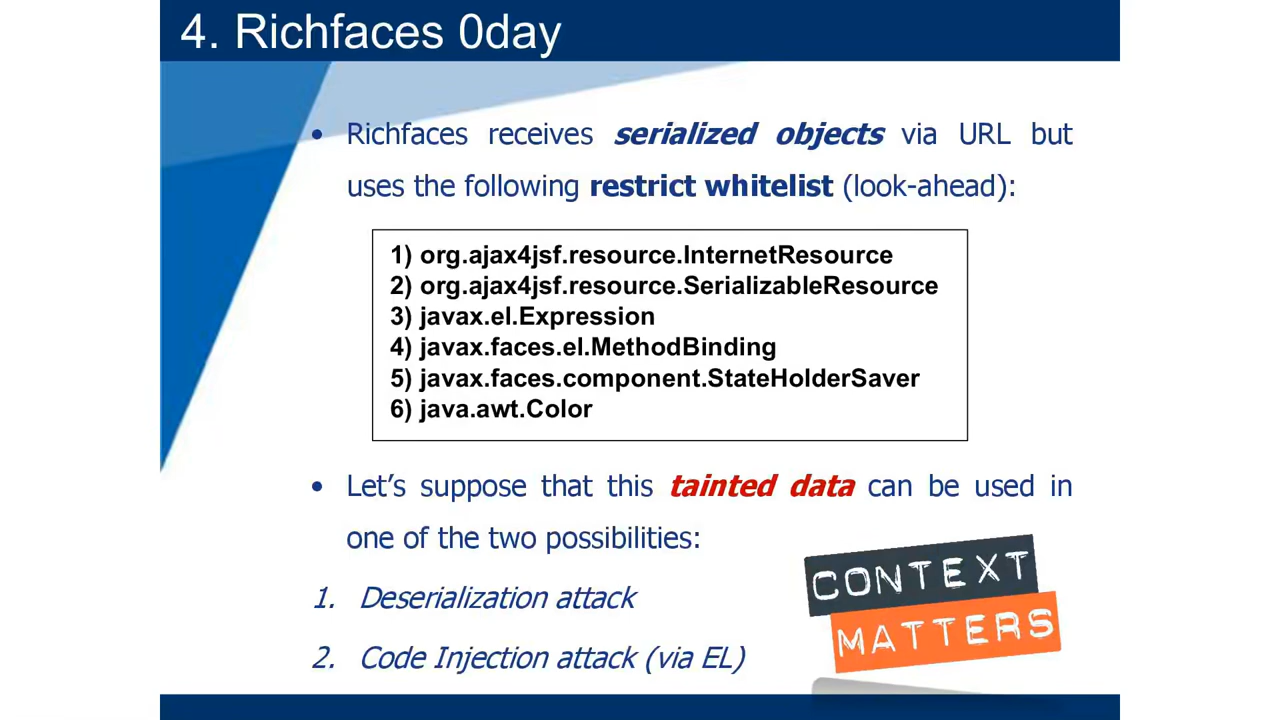 4. Richfaces 0day
• Richfaces receives serialized objects via URL but
uses the following restrict whitelist (look-ahead):
1) org.ajax4jsf.resource.InternetResource
2) org.ajax4jsf.resource.SerializableResource
3) javax.el.Expression
4) javax.faces.el.MethodBinding
5) javax.faces.component.StateHolderSaver
6) java.awt.Color
• Let’s suppose that this tainted data can be used in
one of the two possibilities:
1. Deserialization attack
2. Code Injection attack (via EL)
CONTEXT
MATTERS